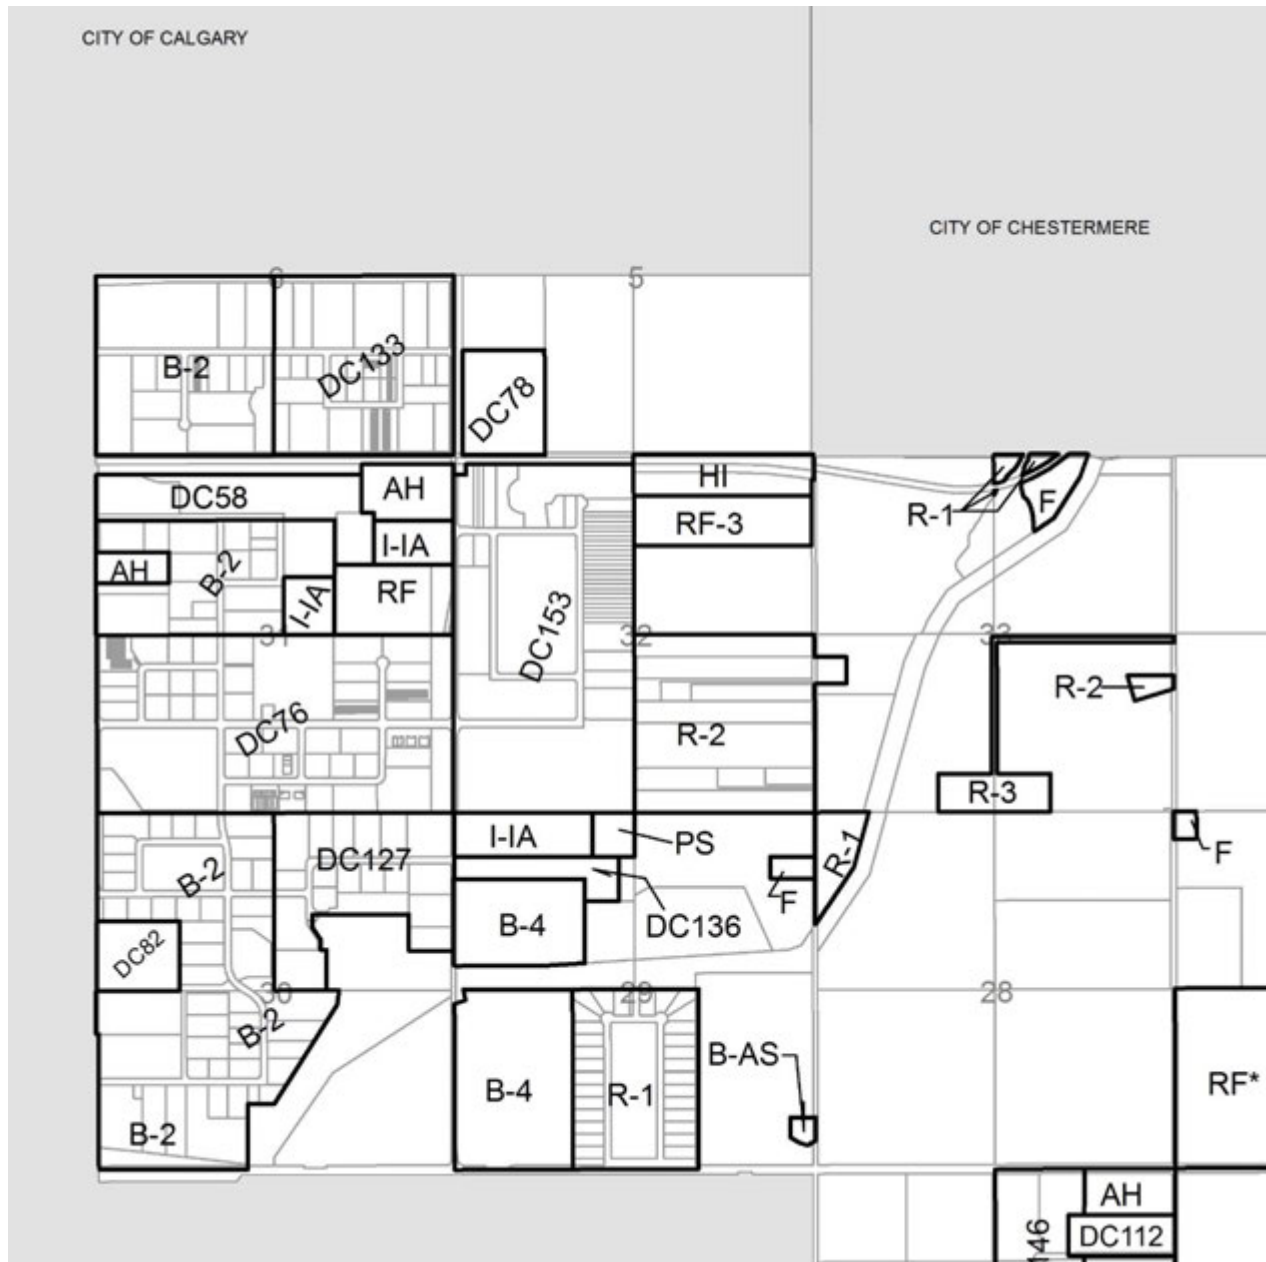 CITY OF CALGARY
CITY OF CHESTERMERE
6
5
B-2
DC133
DC78
DC58
AH
HI
RF-3
R-1
F
I-IA
AH
B-2
I-IA
RF
DC153
31
32
33
R-2
R-2
DC76
R-3
I-IA
PS
R-1
F
B-2
DC127
F
DC136
B-4
DC82
30
29
28
B-2
B-AS
B-4
R-1
RF*
B-2
AH
146
DC112